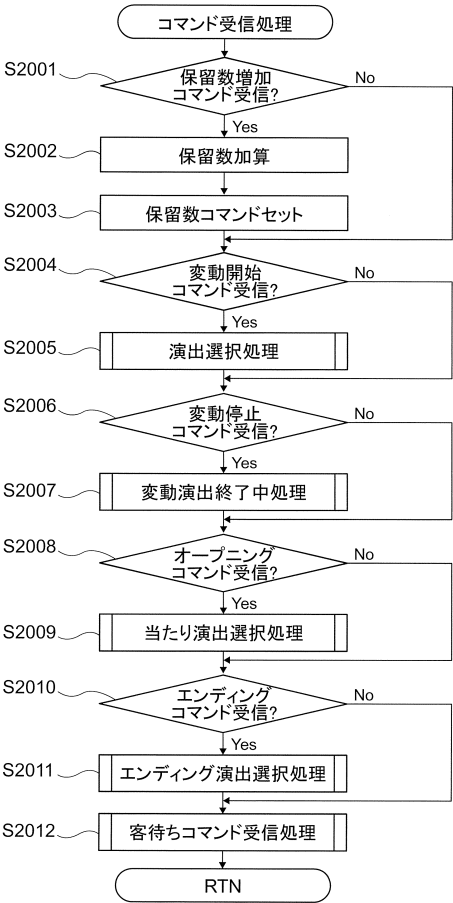 コマンド受信処理
S2001
保留数増加
コマンド受信?
No
Yes
S2002
保留数加算
S2003
保留数コマンドセット
S2004
変動開始
コマンド受信?
No
Yes
S2005
演出選択処理
S2006
変動停止
コマンド受信?
No
Yes
S2007
変動演出終了中処理
S2008
オープニング
コマンド受信?
No
Yes
S2009
当たり演出選択処理
S2010
エンディング
コマンド受信?
No
Yes
S2011
エンディング演出選択処理
S2012
客待ちコマンド受信処理
RTN